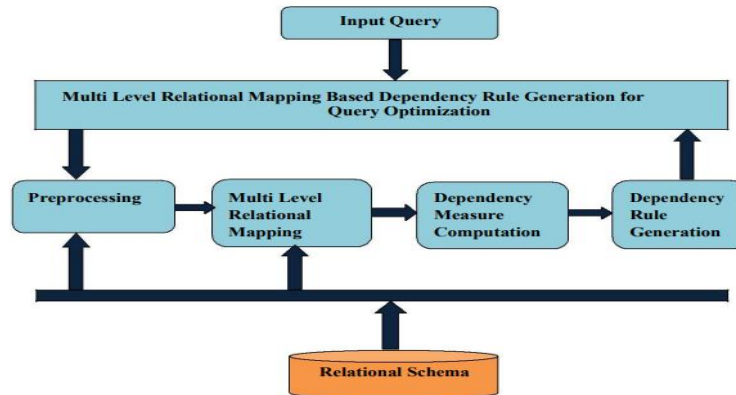 Input Query
Multi Level Relational Mapping Based Dependency Rule Generation for
Query Optimization
Preprocessing
Multi Level
Relational
Mapping
Dependency
Measure
Computation
Dependency
Rule
Generation
Relational Schema